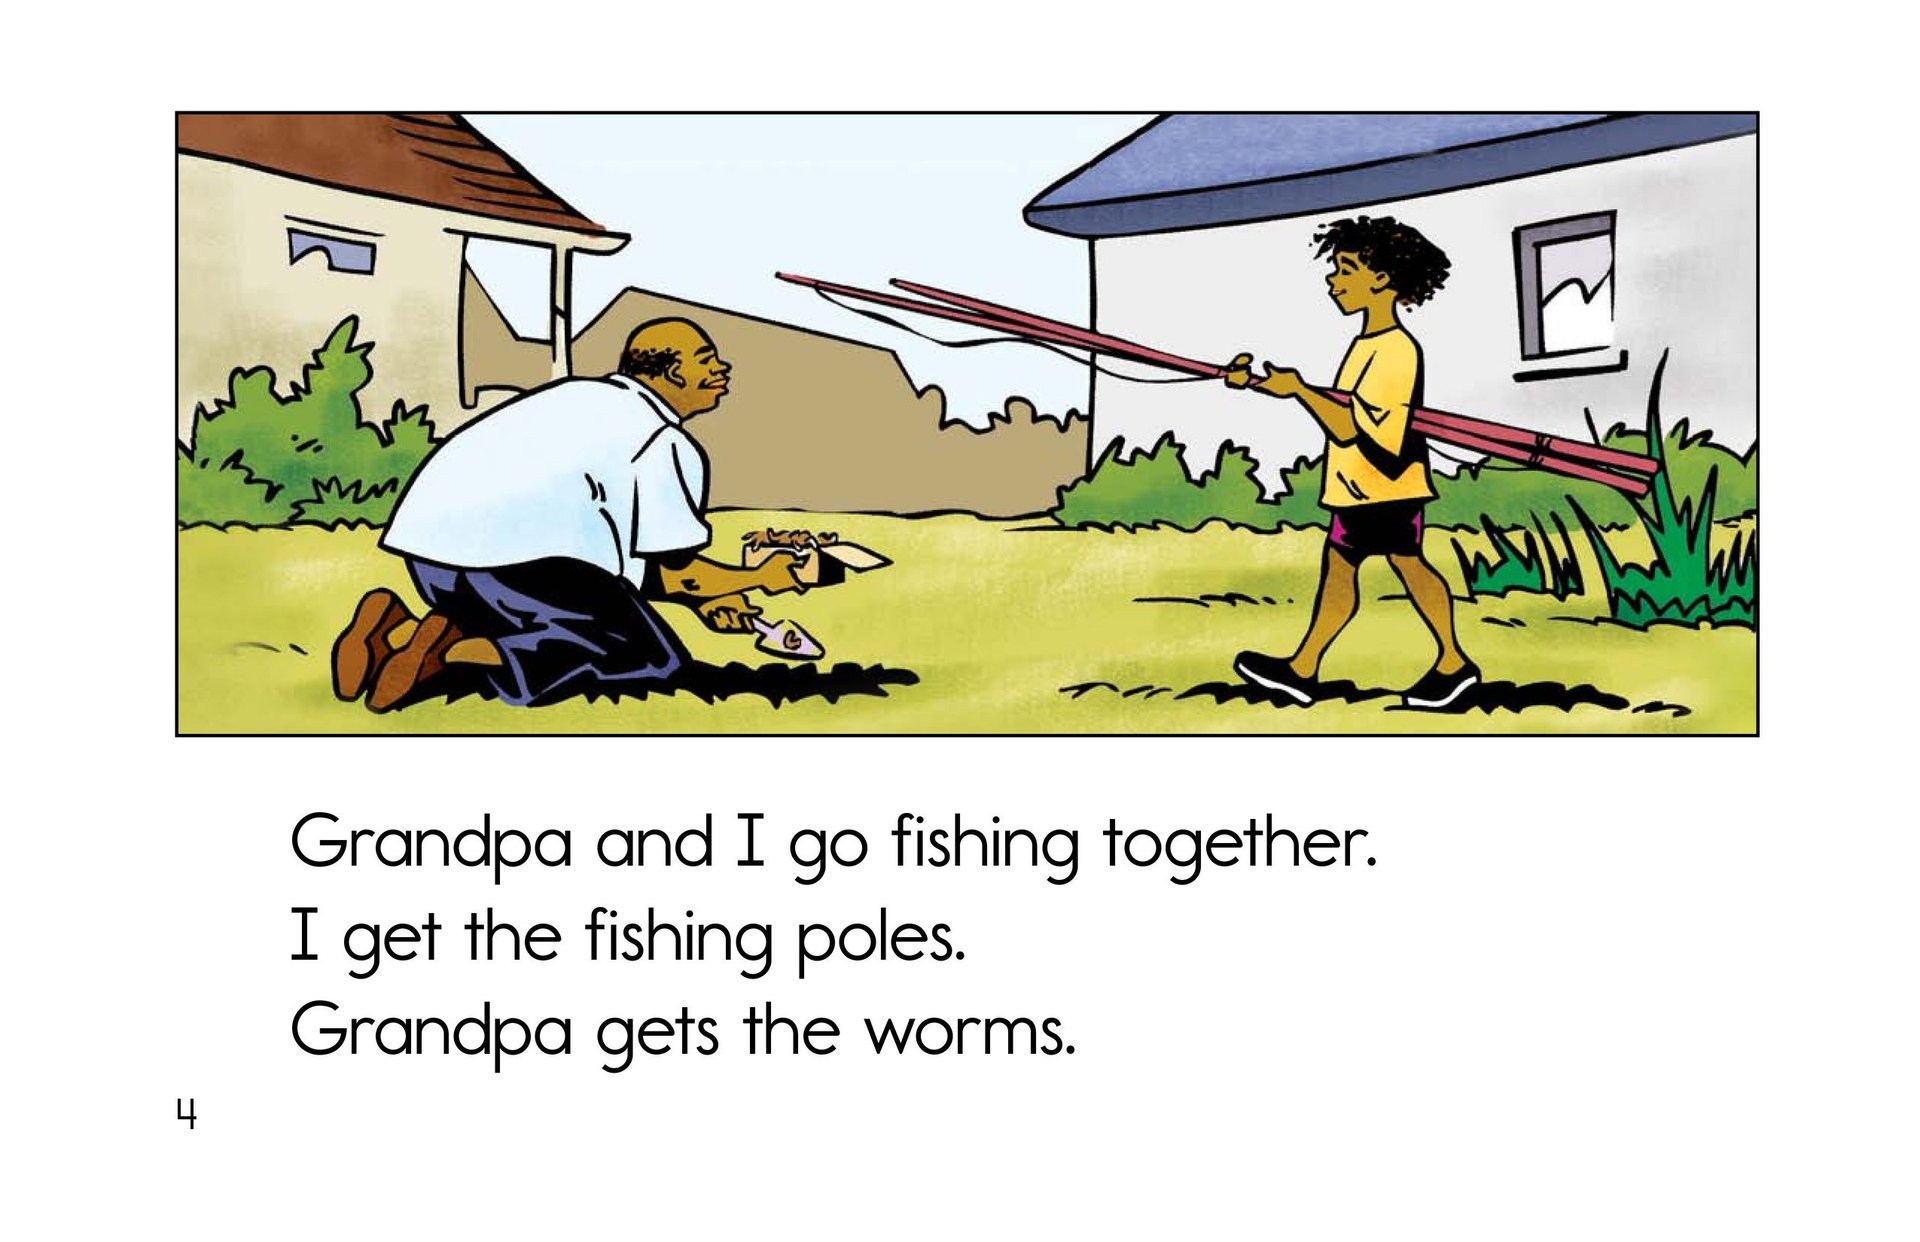 Grandpa and I go fishing together.
I get the fishing poles.
Grandpa gets the worms.
4